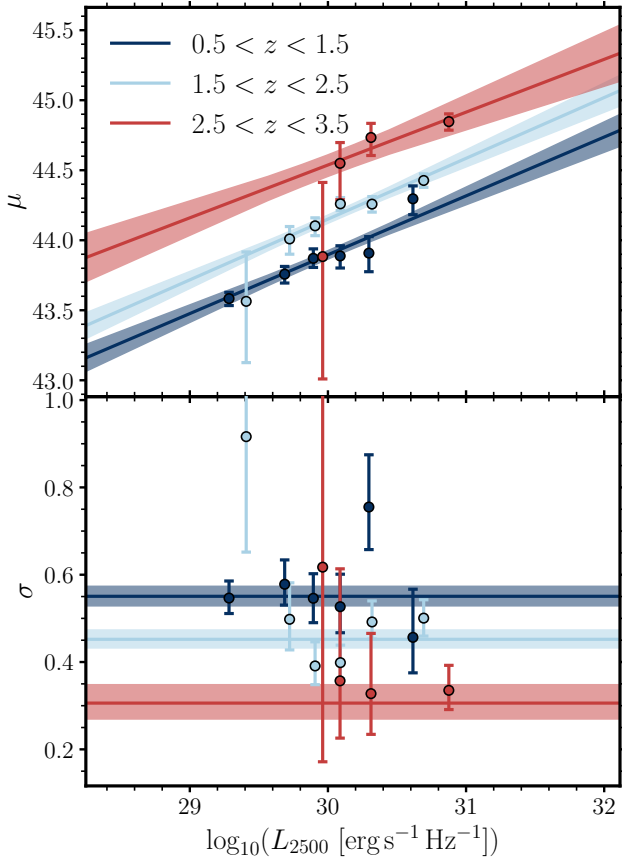 45.5
45.0
44.5
44.0
43.5
43.0
μ
0.5 < z < 1.5
1.5 < z < 2.5
2.5 < z < 3.5
1.0
0.8
0.6
0.4
0.2
σ
29 30 31 32
log₁₀(L₂₅₀₀ [erg s⁻¹ Hz⁻¹])